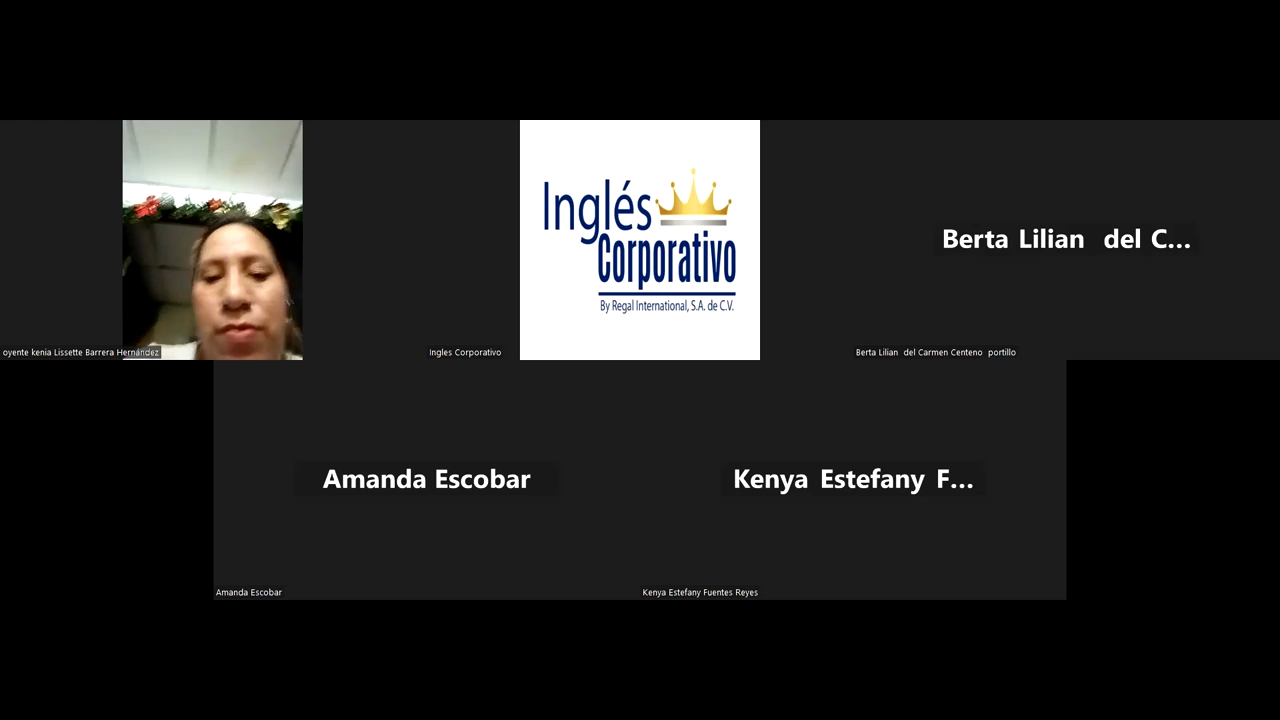 Inglés
Corporativo
By Regal International, S.A. de C.V.
Berta Lilian  del C...
oyente kenia Lissette Barrera Hernández
Ingles Corporativo
Berta Lilian  del Carmen Centeno  portillo
Amanda Escobar
Kenya Estefany F...
Amanda Escobar
Kenya Estefany Fuentes Reyes